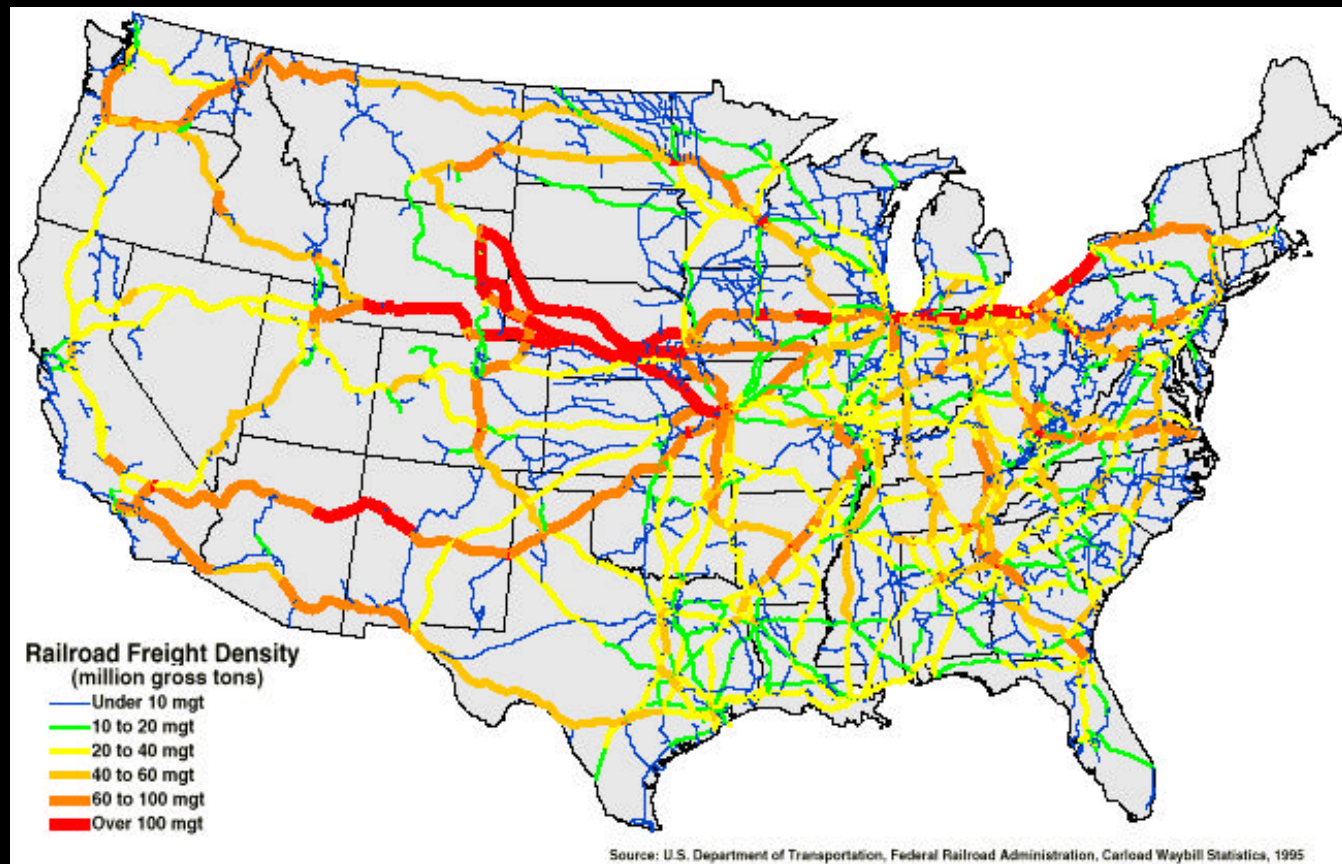 Railroad Freight Density
(million gross tons)
Under 10 mgt
10 to 20 mgt
20 to 40 mgt
40 to 60 mgt
60 to 100 mgt
Over 100 mgt
Source: U.S. Department of Transportation, Federal Railroad Administration, Carload Waybill Statistics, 1995